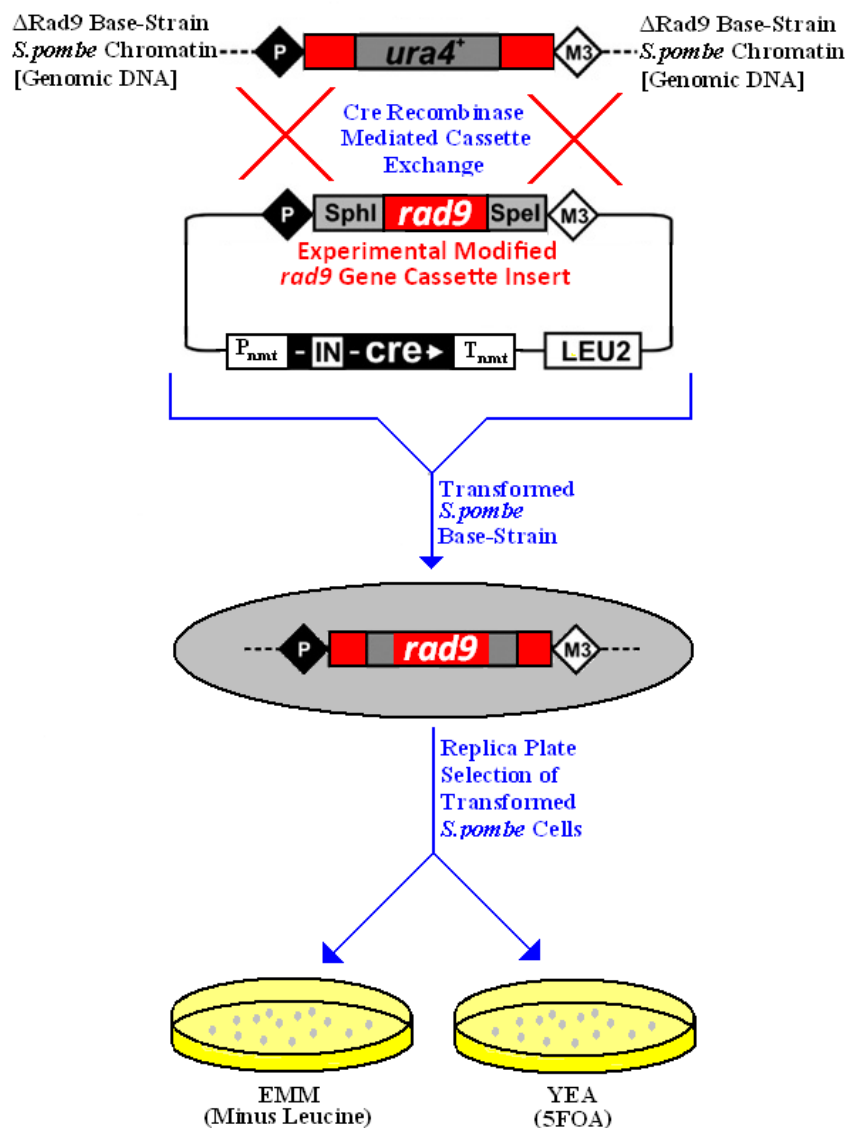 ΔRad9 Base-Strain
S.pombe Chromatin
[Genomic DNA]
P
ura4+
M3
ΔRad9 Base-Strain
S.pombe Chromatin
[Genomic DNA]
Cre Recombinase
Mediated Cassette
Exchange
P
SphI
rad9
SpeI
M3
Experimental Modified
rad9 Gene Cassette Insert
Pnmt
- IN - cre
Tnmt
LEU2
Transformed
S.pombe
Base-Strain
P
rad9
M3
Replica Plate
Selection of
Transformed
S.pombe Cells
EMM
(Minus Leucine)
YEA
(5FOA)